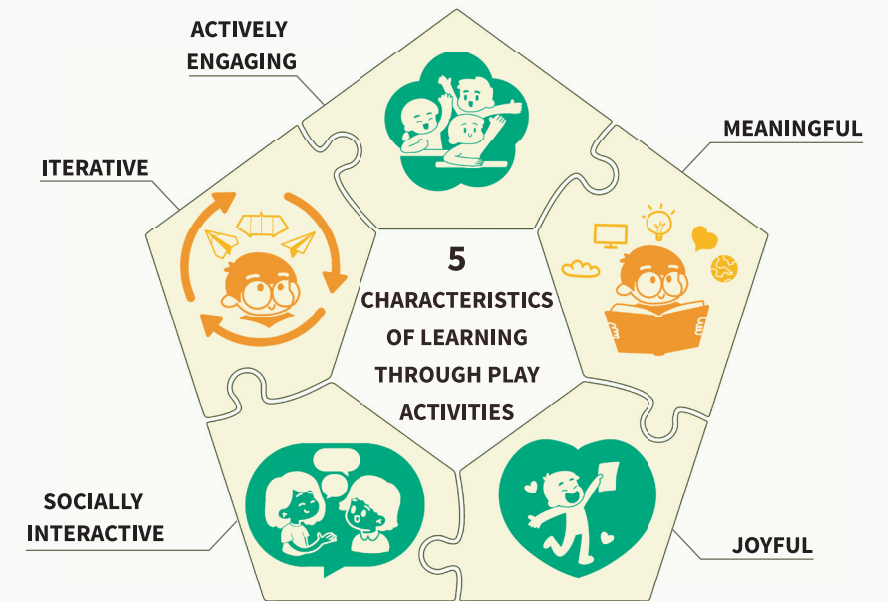 ACTIVELY
ENGAGING
MEANINGFUL
ITERATIVE
5
CHARACTERISTICS
OF LEARNING
THROUGH PLAY
ACTIVITIES
SOCIALLY
INTERACTIVE
JOYFUL